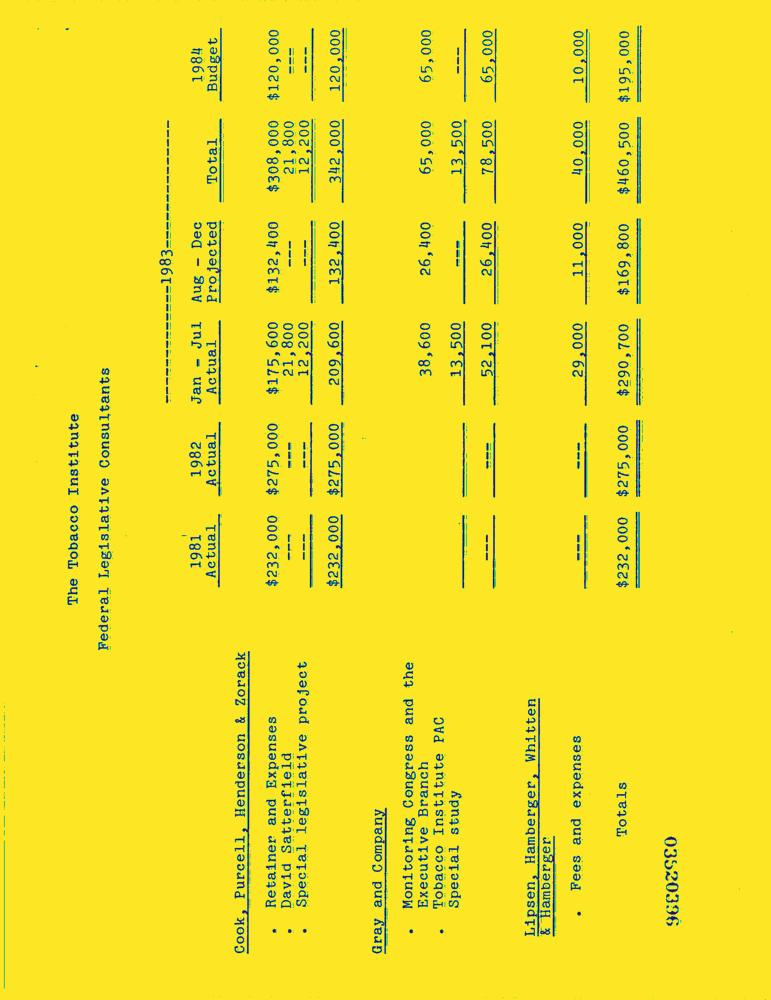 The Tobacco Institute
Federal Legislative Consultants
-------------1983-------------
1981 1982 Jan - Jul Aug - Dec 1984
Actual Actual Actual Projected Total Budget
Cook, Purcell, Henderson & Zorack
• Retainer and Expenses $232,000 $275,000 $175,600 $132,400 $308,000 $120,000
• David Satterfield --- --- 21,800 --- 21,800 ---
• Special legislative project --- --- 12,200 --- 12,200 ---
$232,000 $275,000 209,600 132,400 342,000 120,000
Gray and Company
• Monitoring Congress and the
Executive Branch 38,600 26,400 65,000 65,000
Tobacco Institute PAC
• Special study 13,500 --- 13,500 ---
--- --- 52,100 26,400 78,500 65,000
Lipsen, Hamberger, Whitten
& Hamberger
• Fees and expenses --- --- 29,000 11,000 40,000 10,000
Totals $232,000 $275,000 $290,700 $169,800 $460,500 $195,000
03520396